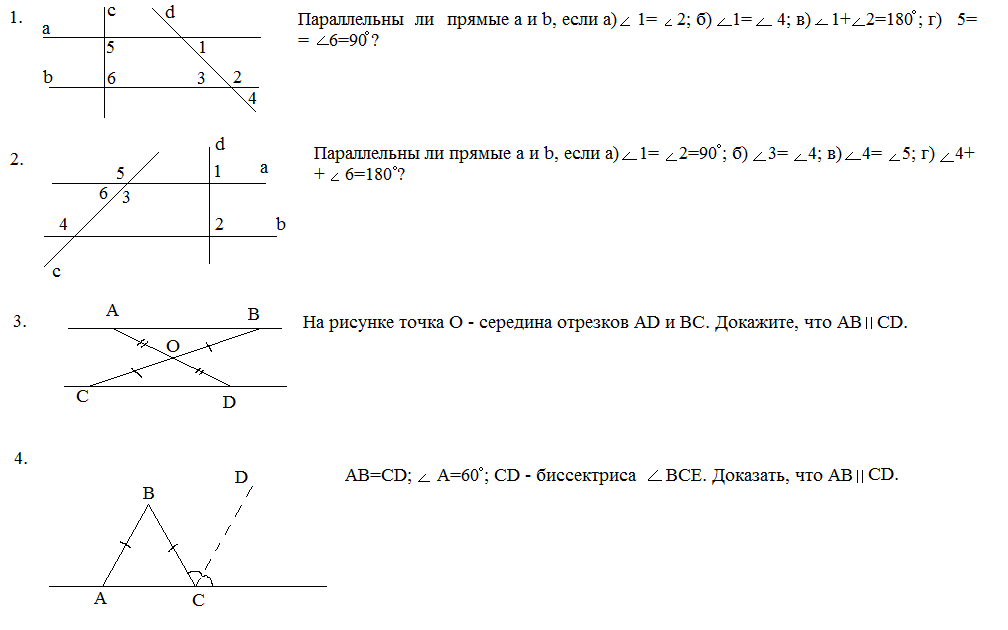 1.
c
d
a
5
1
b
6
3
2
4
Параллельны ли прямые a и b, если а) ∠ 1= ∠ 2; б) ∠1= ∠ 4; в) ∠ 1+∠ 2=180°; г) 5=
= ∠6=90°?
2.
d
5
1
a
6
3
4
2
b
c
Параллельны ли прямые a и b, если а) ∠ 1= ∠ 2=90°; б) ∠ 3= ∠ 4; в) ∠ 4= ∠ 5; г) ∠ 4+
+ ∠ 6=180°?
3.
A
B
O
C
D
На рисунке точка O - середина отрезков AD и BC. Докажите, что AB || CD.
4.
D
B
A
C
AB=CD; ∠ A=60°; CD - биссектриса ∠ BCE. Доказать, что AB || CD.